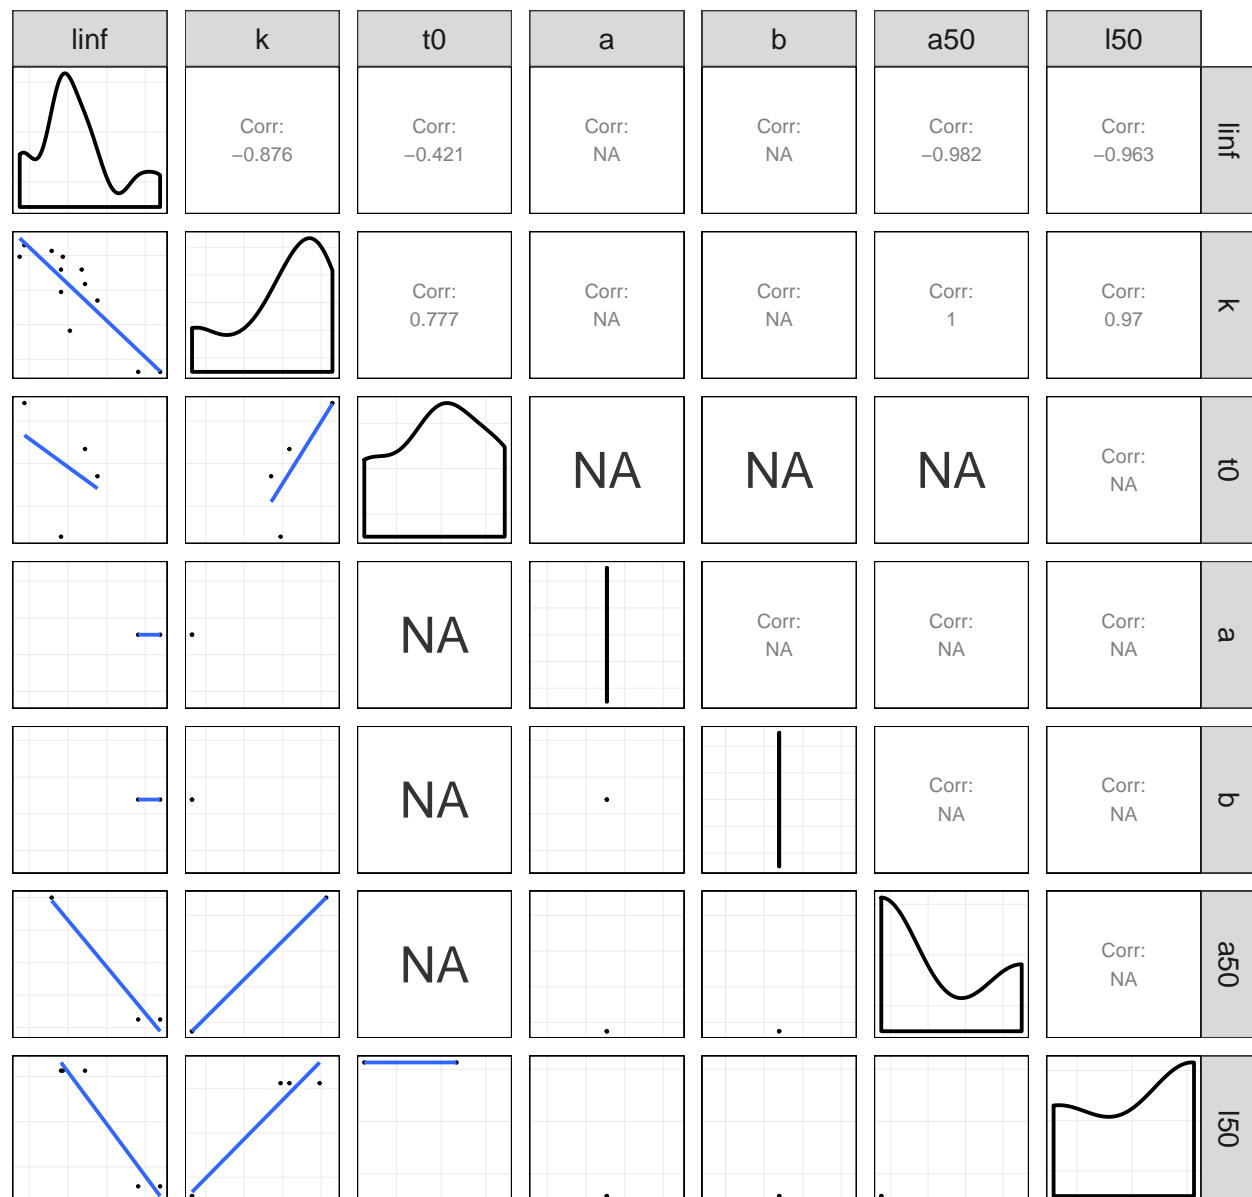 linf k t0 a b a50 l50
Corr: Corr: Corr: Corr: Corr: Corr:
−0.876 −0.421 NA NA −0.982 −0.963
linf
Corr: Corr: Corr: Corr: Corr:
0.777 NA NA 1 0.97
k
NA NA NA
Corr:
NA
t0
NA
Corr: Corr: Corr:
NA NA NA
a
NA
Corr: Corr:
NA NA
b
NA
Corr:
NA
a50
l50